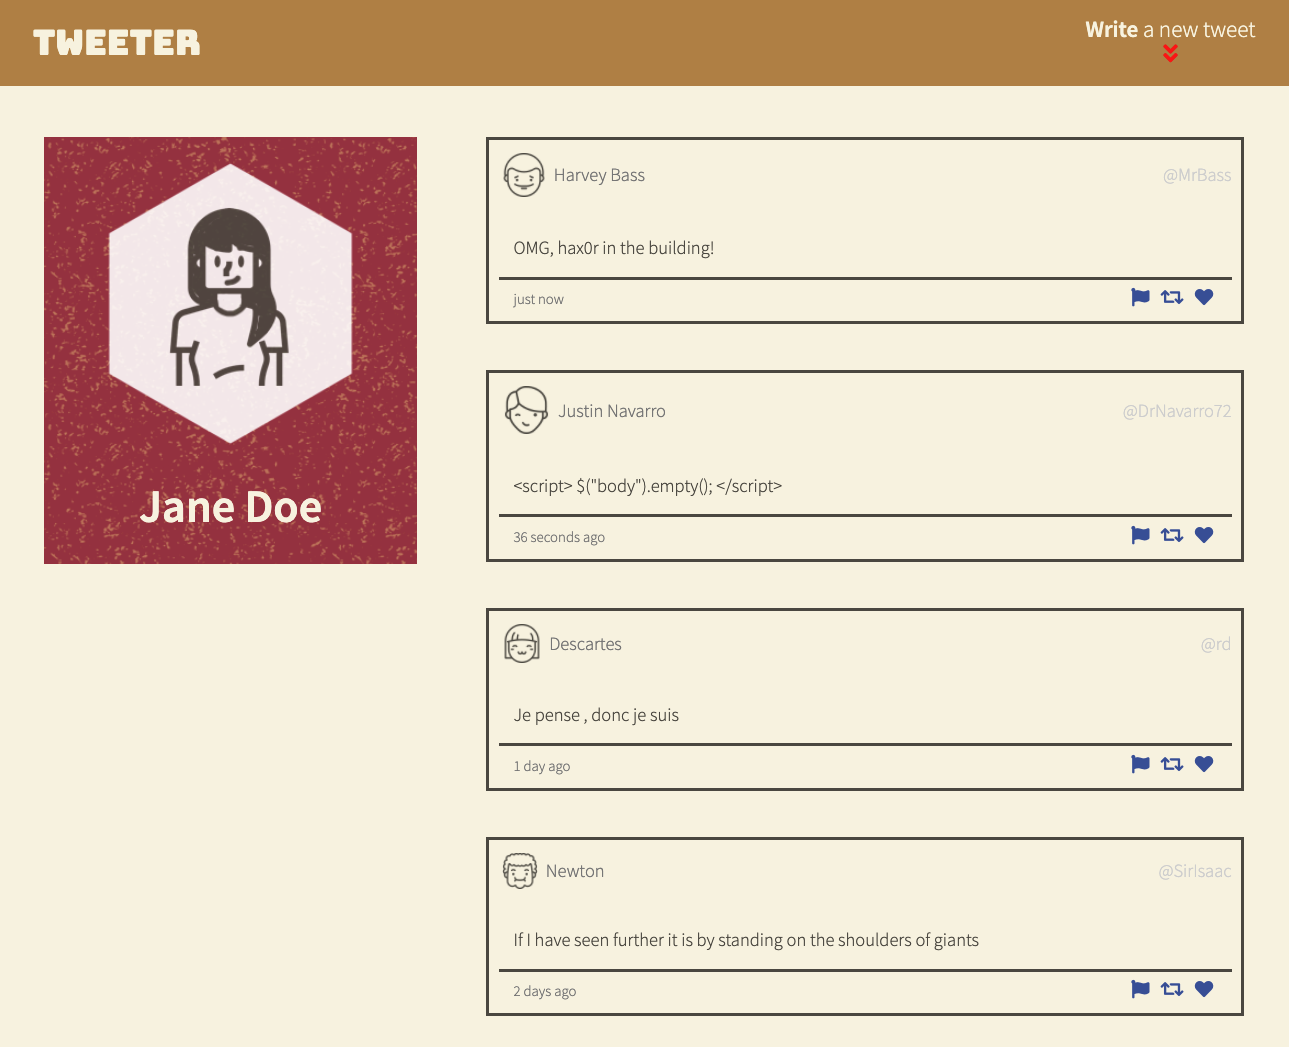 TWEETER
Write a new tweet
Jane Doe
Harvey Bass @MrBass
OMG, hax0r in the building!
just now
Justin Navarro @DrNavarro72
<script> $("body").empty(); </script>
36 seconds ago
Descartes @rd
Je pense , donc je suis
1 day ago
Newton @SirIsaac
If I have seen further it is by standing on the shoulders of giants
2 days ago